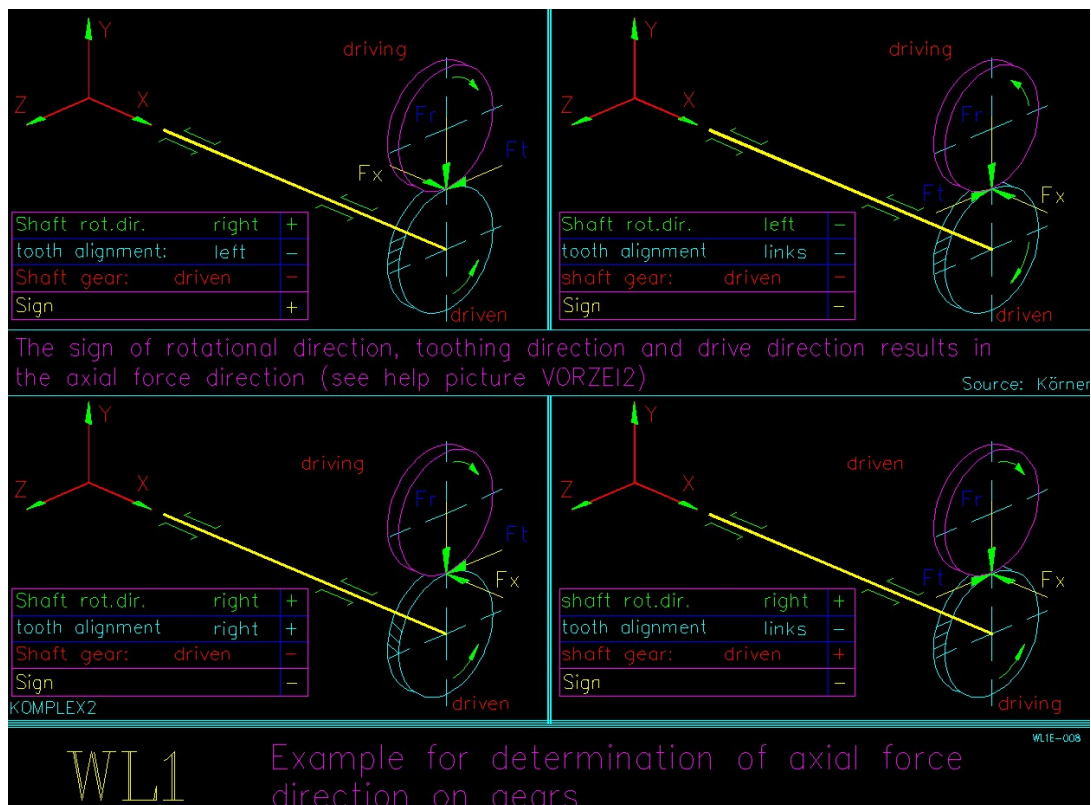 driving
Y
Z
X
Fr
Ft
Fx
Shaft rot.dir. right +
tooth alignment: left -
Shaft gear: driven -
Sign +
driven
Y
Z
X
driving
Fr
Ft
Fx
Shaft rot.dir. left -
tooth alignment links -
shaft gear: driven -
Sign -
driven
The sign of rotational direction, toothing direction and drive direction results in
the axial force direction (see help picture VORZEI2)
Source: Körner
Y
Z
X
driving
Fr
Ft
Fx
Shaft rot.dir. right +
tooth alignment right +
Shaft gear: driven -
Sign -
driven
KOMPLEX2
Y
Z
X
driven
Fr
Ft
Fx
shaft rot.dir. right +
tooth alignment links -
shaft gear: driven +
Sign -
driving
WL1E-008
WL1
Example for determination of axial force
direction on gears